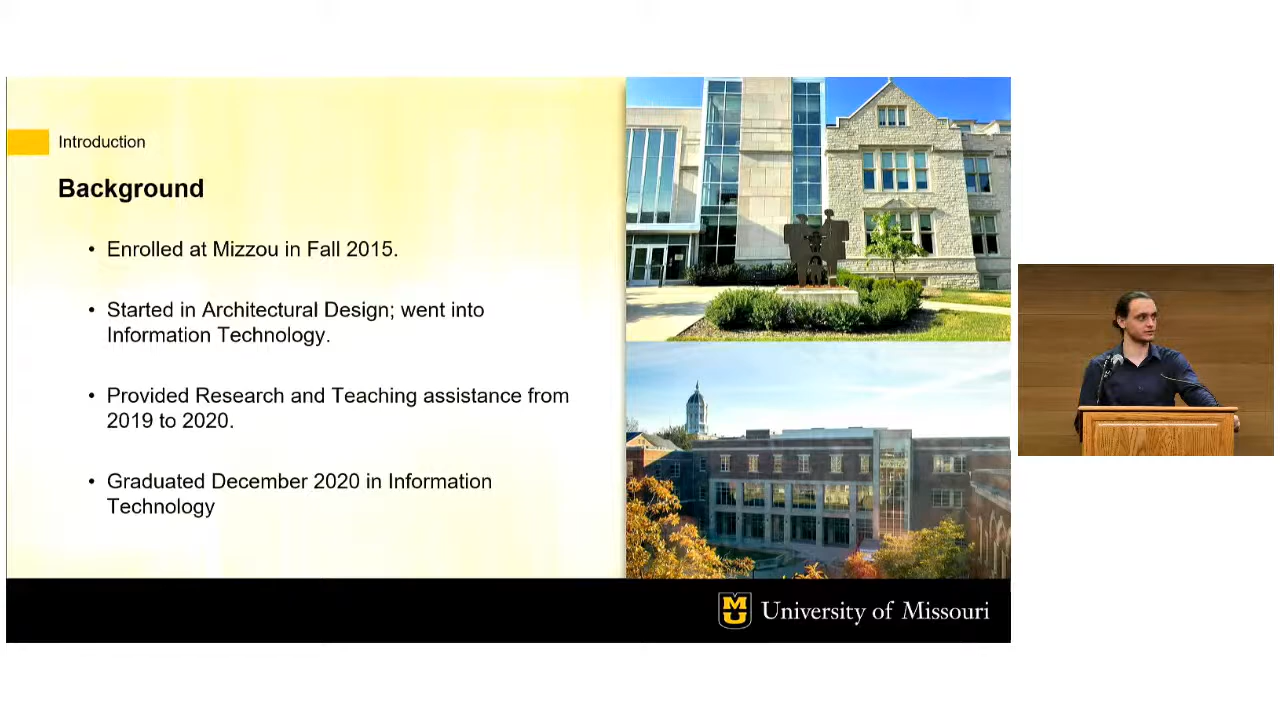 Introduction
Background
• Enrolled at Mizzou in Fall 2015.
• Started in Architectural Design; went into
Information Technology.
• Provided Research and Teaching assistance from
2019 to 2020.
• Graduated December 2020 in Information
Technology
MU University of Missouri